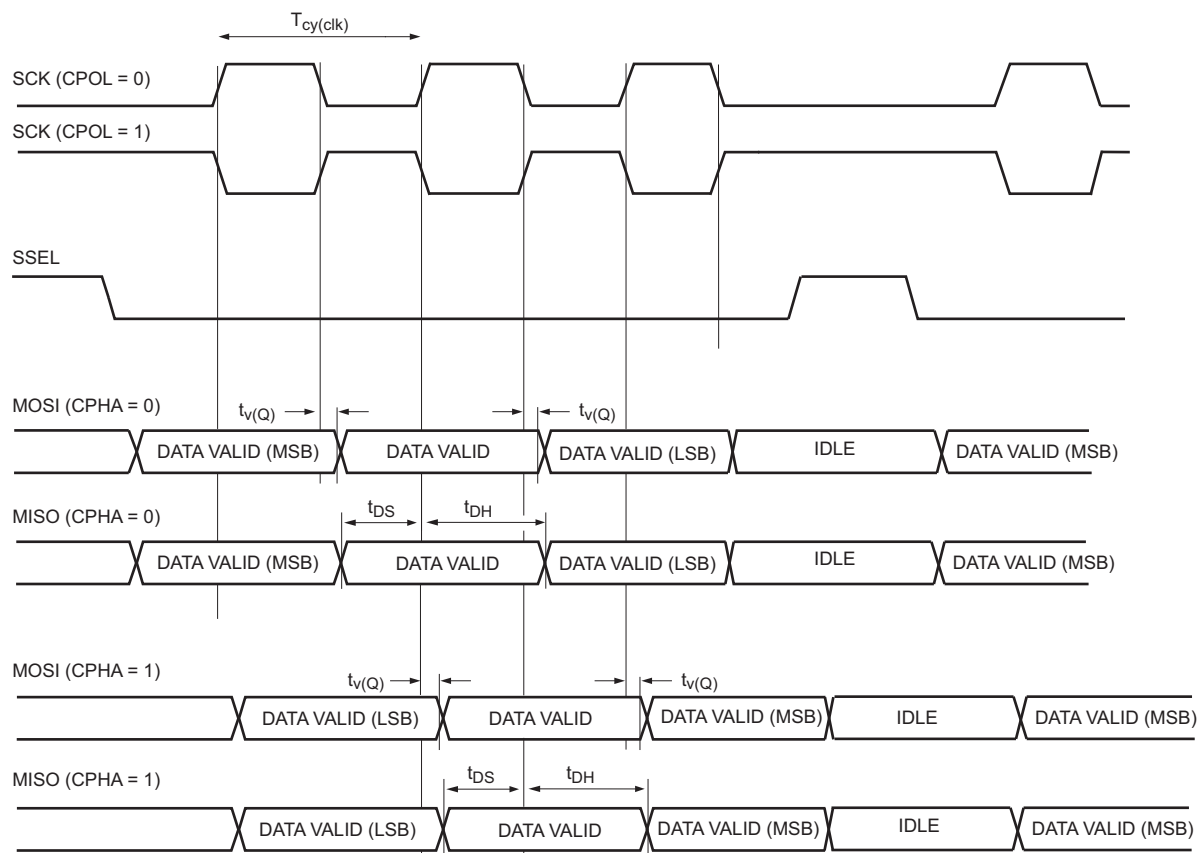 Tcy(clk)
SCK (CPOL = 0)
SCK (CPOL = 1)
SSEL
MOSI (CPHA = 0)
tv(Q) tv(Q)
DATA VALID (MSB) DATA VALID DATA VALID (LSB) IDLE DATA VALID (MSB)
tDS tDH
MISO (CPHA = 0)
DATA VALID (MSB) DATA VALID DATA VALID (LSB) IDLE DATA VALID (MSB)
MOSI (CPHA = 1)
tv(Q) tv(Q)
DATA VALID (LSB) DATA VALID DATA VALID (MSB) IDLE DATA VALID (MSB)
tDS tDH
MISO (CPHA = 1)
DATA VALID (LSB) DATA VALID DATA VALID (MSB) IDLE DATA VALID (MSB)